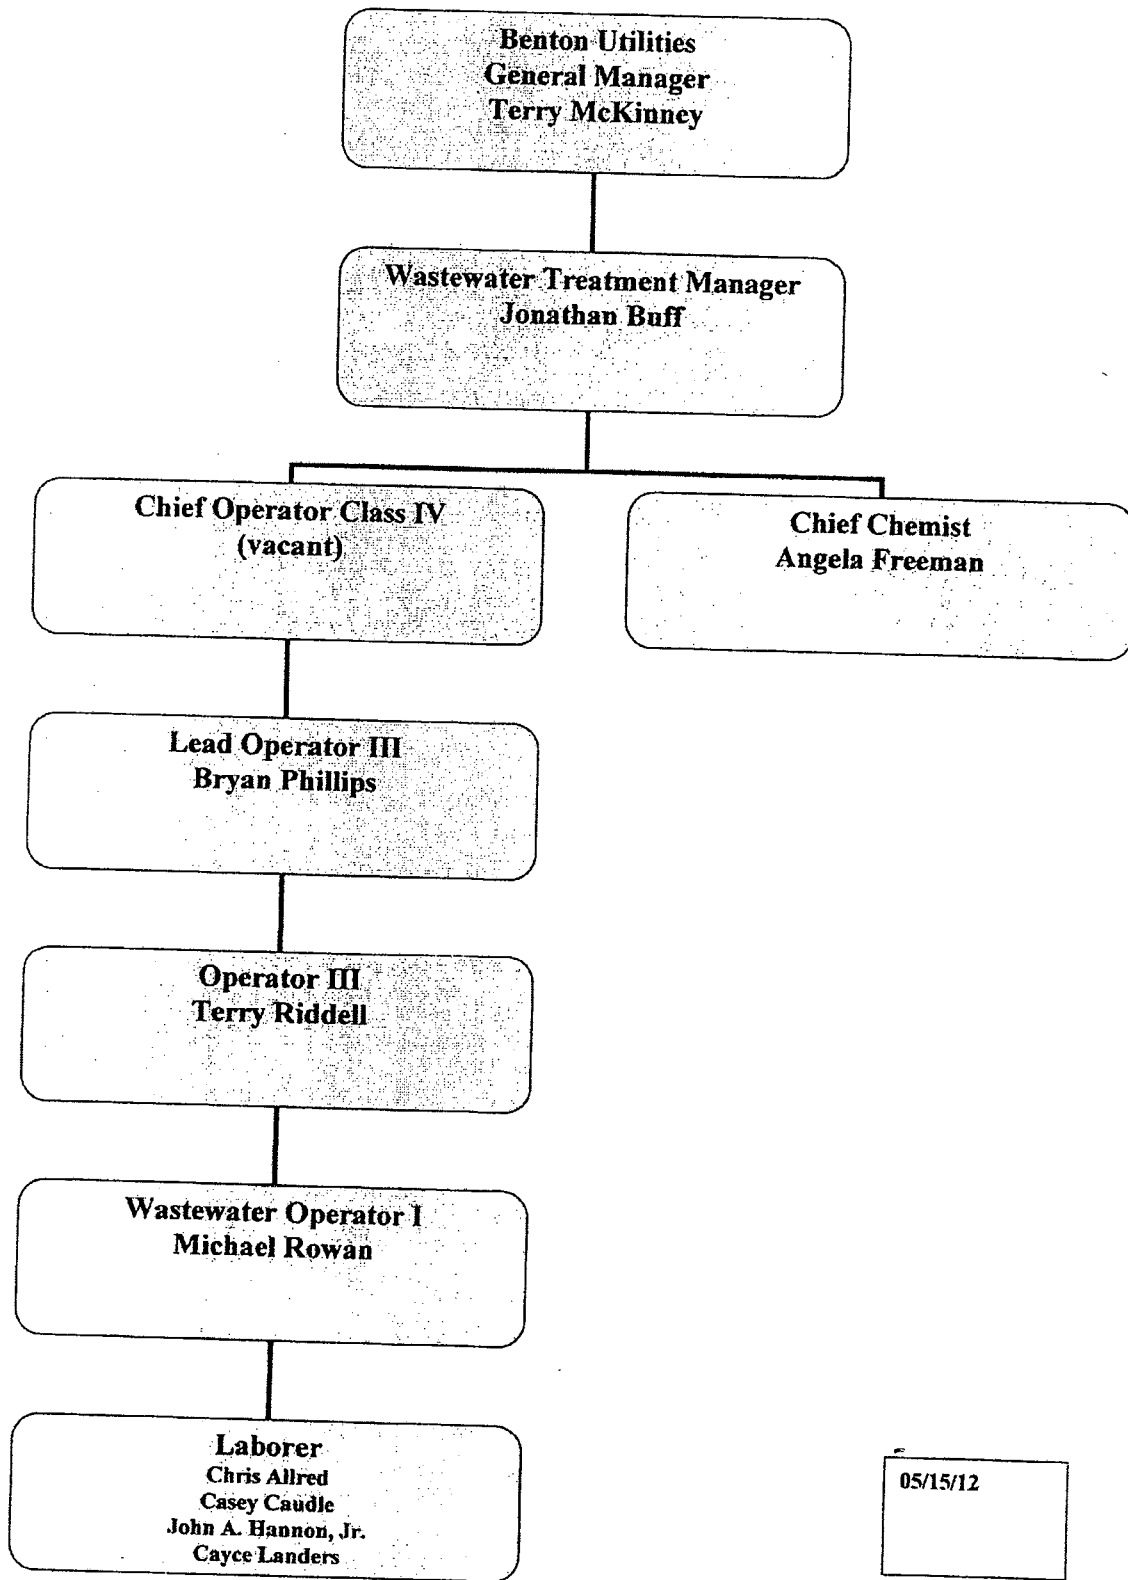 Benton Utilities
General Manager
Terry McKinney
Wastewater Treatment Manager
Jonathan Buff
Chief Operator Class IV
(vacant)
Chief Chemist
Angela Freeman
Lead Operator III
Bryan Phillips
Operator III
Terry Riddell
Wastewater Operator I
Michael Rowan
Laborer
Chris Allred
Casey Caudle
John A. Hannon, Jr.
Cayce Landers
05/15/12